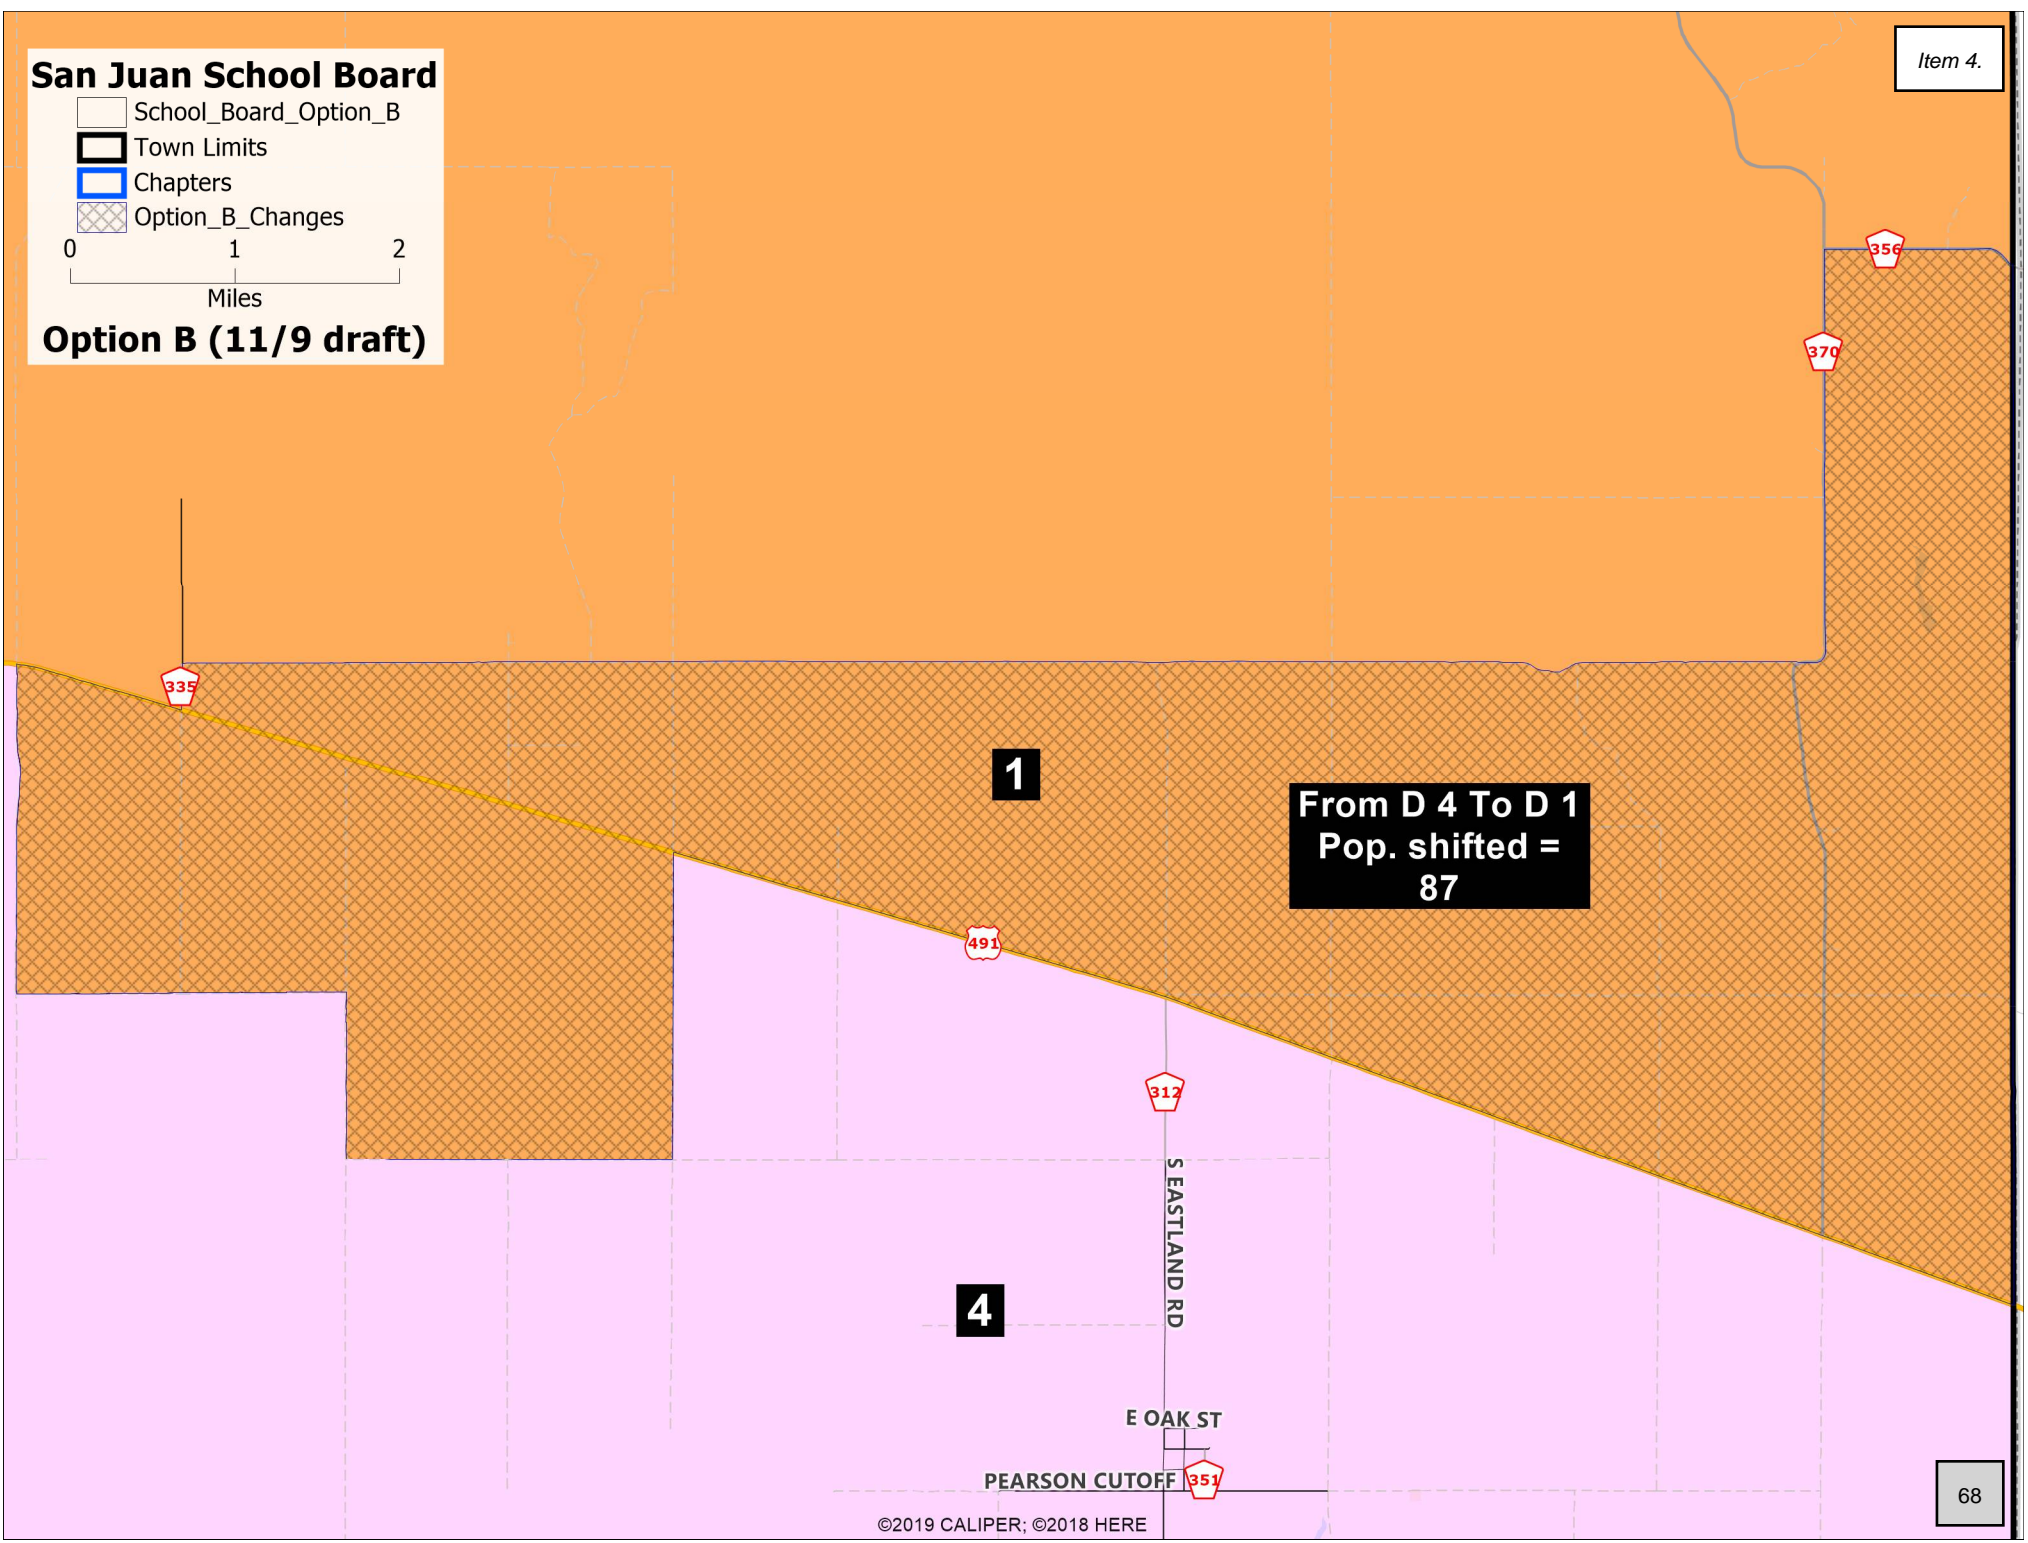 Item 4.
San Juan School Board
School_Board_Option_B
Town Limits
Chapters
Option_B_Changes
0 1 2
Miles
Option B (11/9 draft)
356
370
335
1
From D 4 To D 1
Pop. shifted =
87
491
312
S EASTLAND RD
4
E OAK ST
PEARSON CUTOFF
351
68
©2019 CALIPER; ©2018 HERE